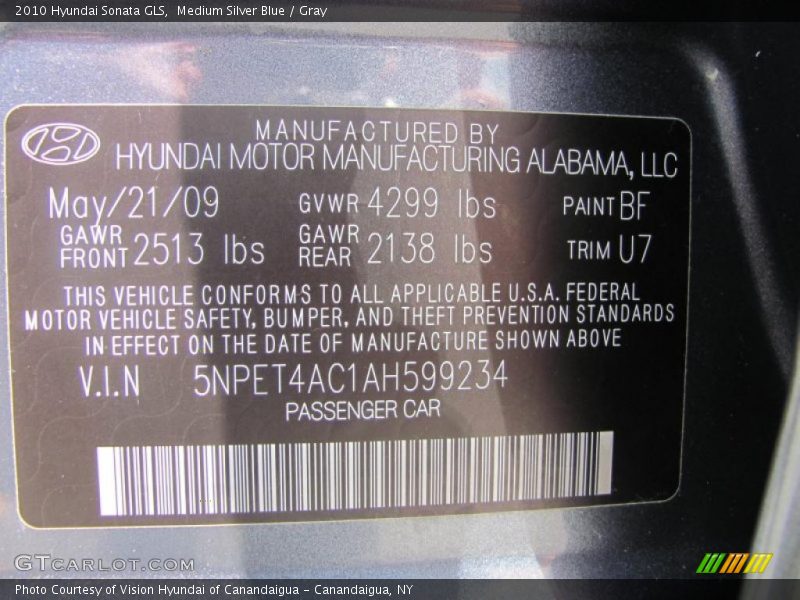 2010 Hyundai Sonata GLS, Medium Silver Blue / Gray
MANUFACTURED BY
HYUNDAI MOTOR MANUFACTURING ALABAMA, LLC
May/21/09 GVWR 4299 lbs PAINT BF
GAWR FRONT 2513 lbs GAWR REAR 2138 lbs TRIM U7
THIS VEHICLE CONFORMS TO ALL APPLICABLE U.S.A. FEDERAL
MOTOR VEHICLE SAFETY, BUMPER, AND THEFT PREVENTION STANDARDS
IN EFFECT ON THE DATE OF MANUFACTURE SHOWN ABOVE
V.I.N 5NPET4AC1AH599234
PASSENGER CAR
GTCARLOT.COM
Photo Courtesy of Vision Hyundai of Canandaigua - Canandaigua, NY